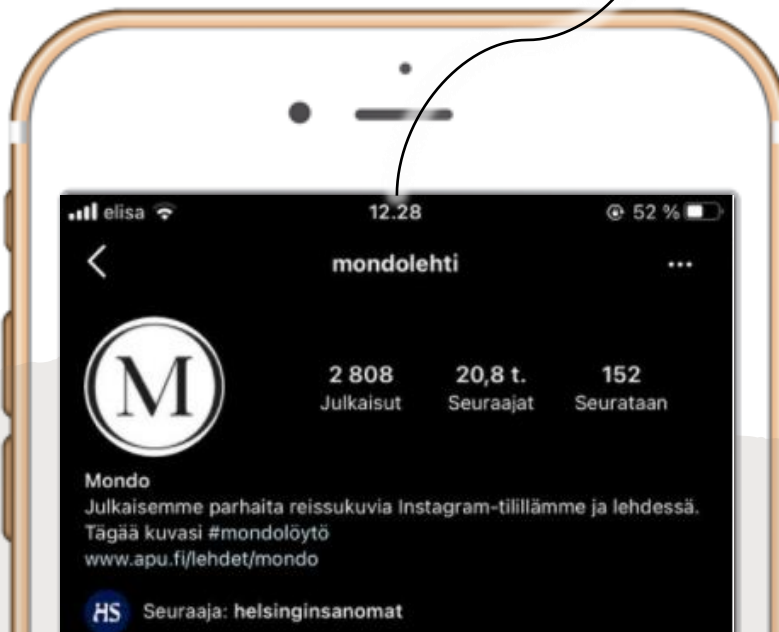 elisa 12.28 52 %
mondolehti
M
2 808 20,8 t. 152
Julkaisut Seuraajat Seurataan
Mondo
Julkaisemme parhaita reissukuvia Instagram-tilillämme ja lehdessä.
Tägää kuvasi #mondolöytö
www.apu.fi/lehdet/mondo
HS Seuraaja: helsinginsanomat